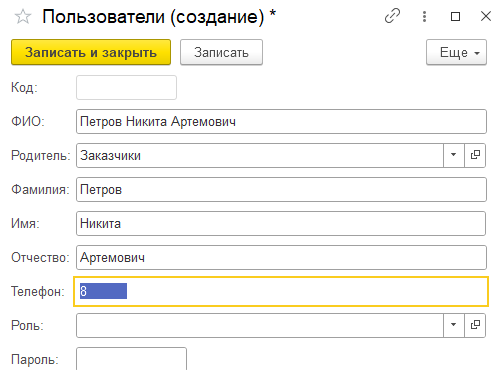 Пользователи (создание) *
Записать и закрыть Записать Еще
Код:
ФИО: Петров Никита Артемович
Родитель: Заказчики
Фамилия: Петров
Имя: Никита
Отчество: Артемович
Телефон: 8
Роль:
Пароль: